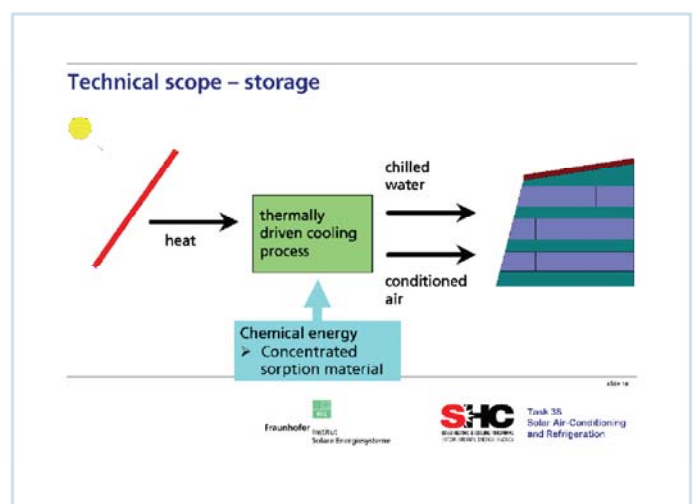 Technical scope – storage
heat
thermally
driven cooling
process
chilled
water
conditioned
air
Chemical energy
➢ Concentrated
sorption material
Fraunhofer
Institut
Solare Energiesysteme
SHC
Task 38
Solar Air-Conditioning
and Refrigeration